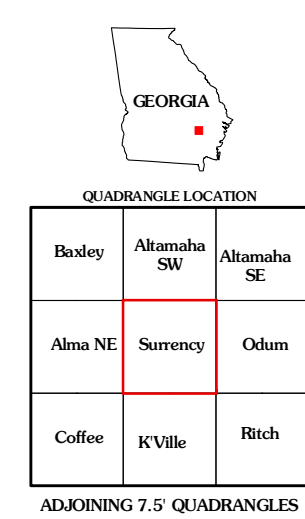 GEORGIA
QUADRANGLE LOCATION
Baxley
Altamaha
SW
Altamaha
SE
Alma NE
Surrency
Odum
Coffee
K'Ville
Ritch
ADJOINING 7.5' QUADRANGLES